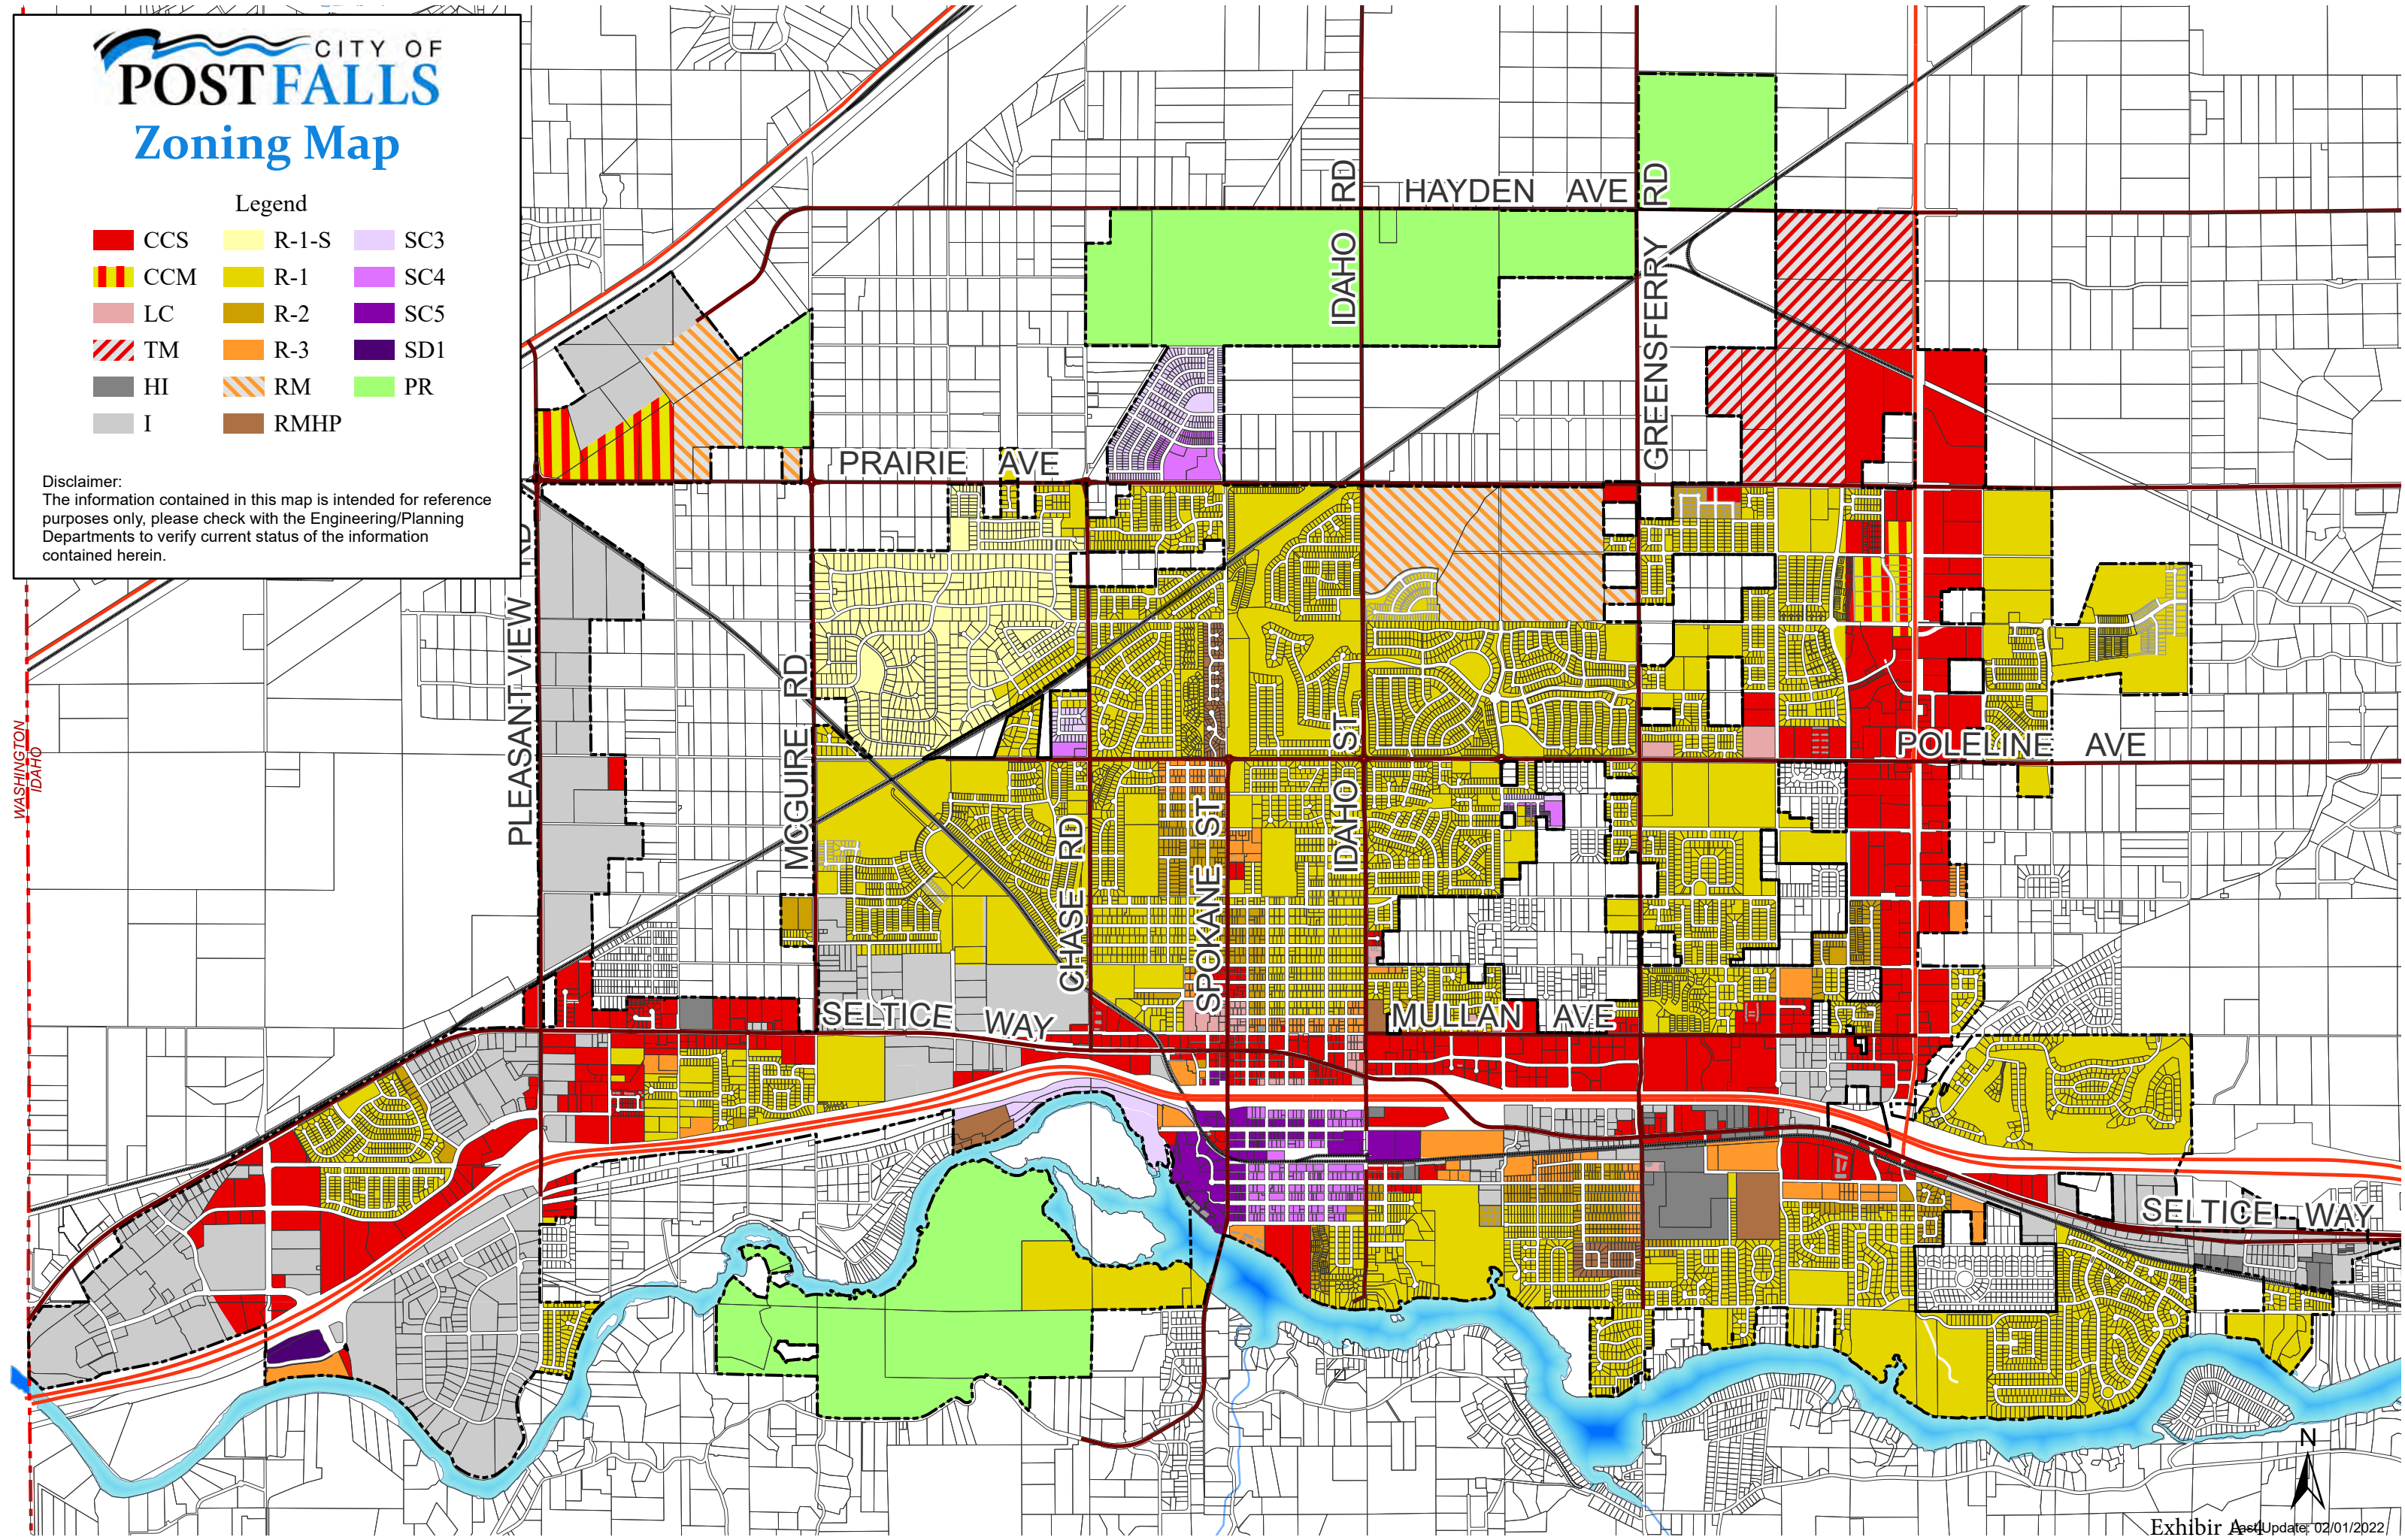 CITY OF
POST FALLS
Zoning Map
Legend
CCS
CCM
LC
TM
HI
I
R-1-S
R-1
R-2
R-3
RM
RMHP
SC3
SC4
SC5
SD1
PR
Disclaimer:
The information contained in this map is intended for reference
purposes only, please check with the Engineering/Planning
Departments to verify current status of the information
contained herein.
HAYDEN AVE
IDAHO RD
GREENSFERRY RD
PRAIRIE AVE
PLEASANT VIEW RD
MCGUIRE RD
WASHINGTON
IDAHO
IDAHO ST
POLELINE AVE
CHASE RD
SPOKANE ST
SELTICE WAY
MULLAN AVE
SELTICE WAY
N
Exhibir A-4
Last Update: 02/01/2022